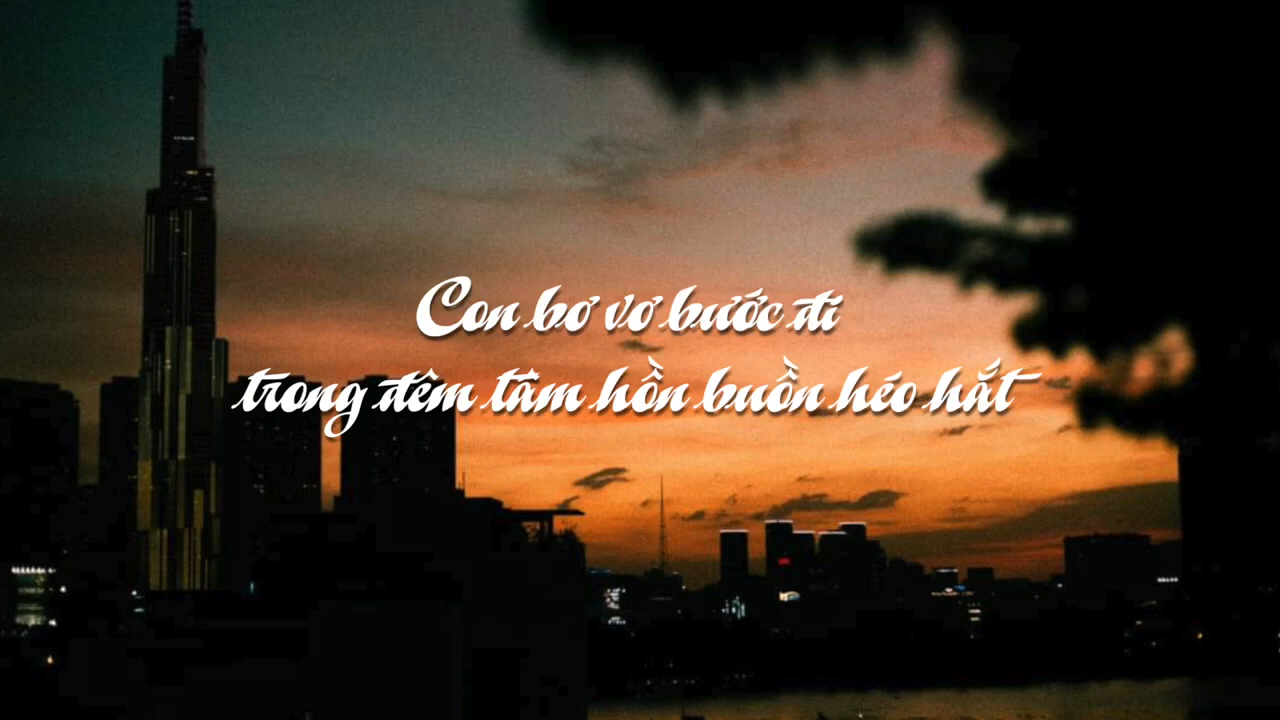 Con bơ vơ bước đi
trong đêm tâm hồn buồn héo hắt